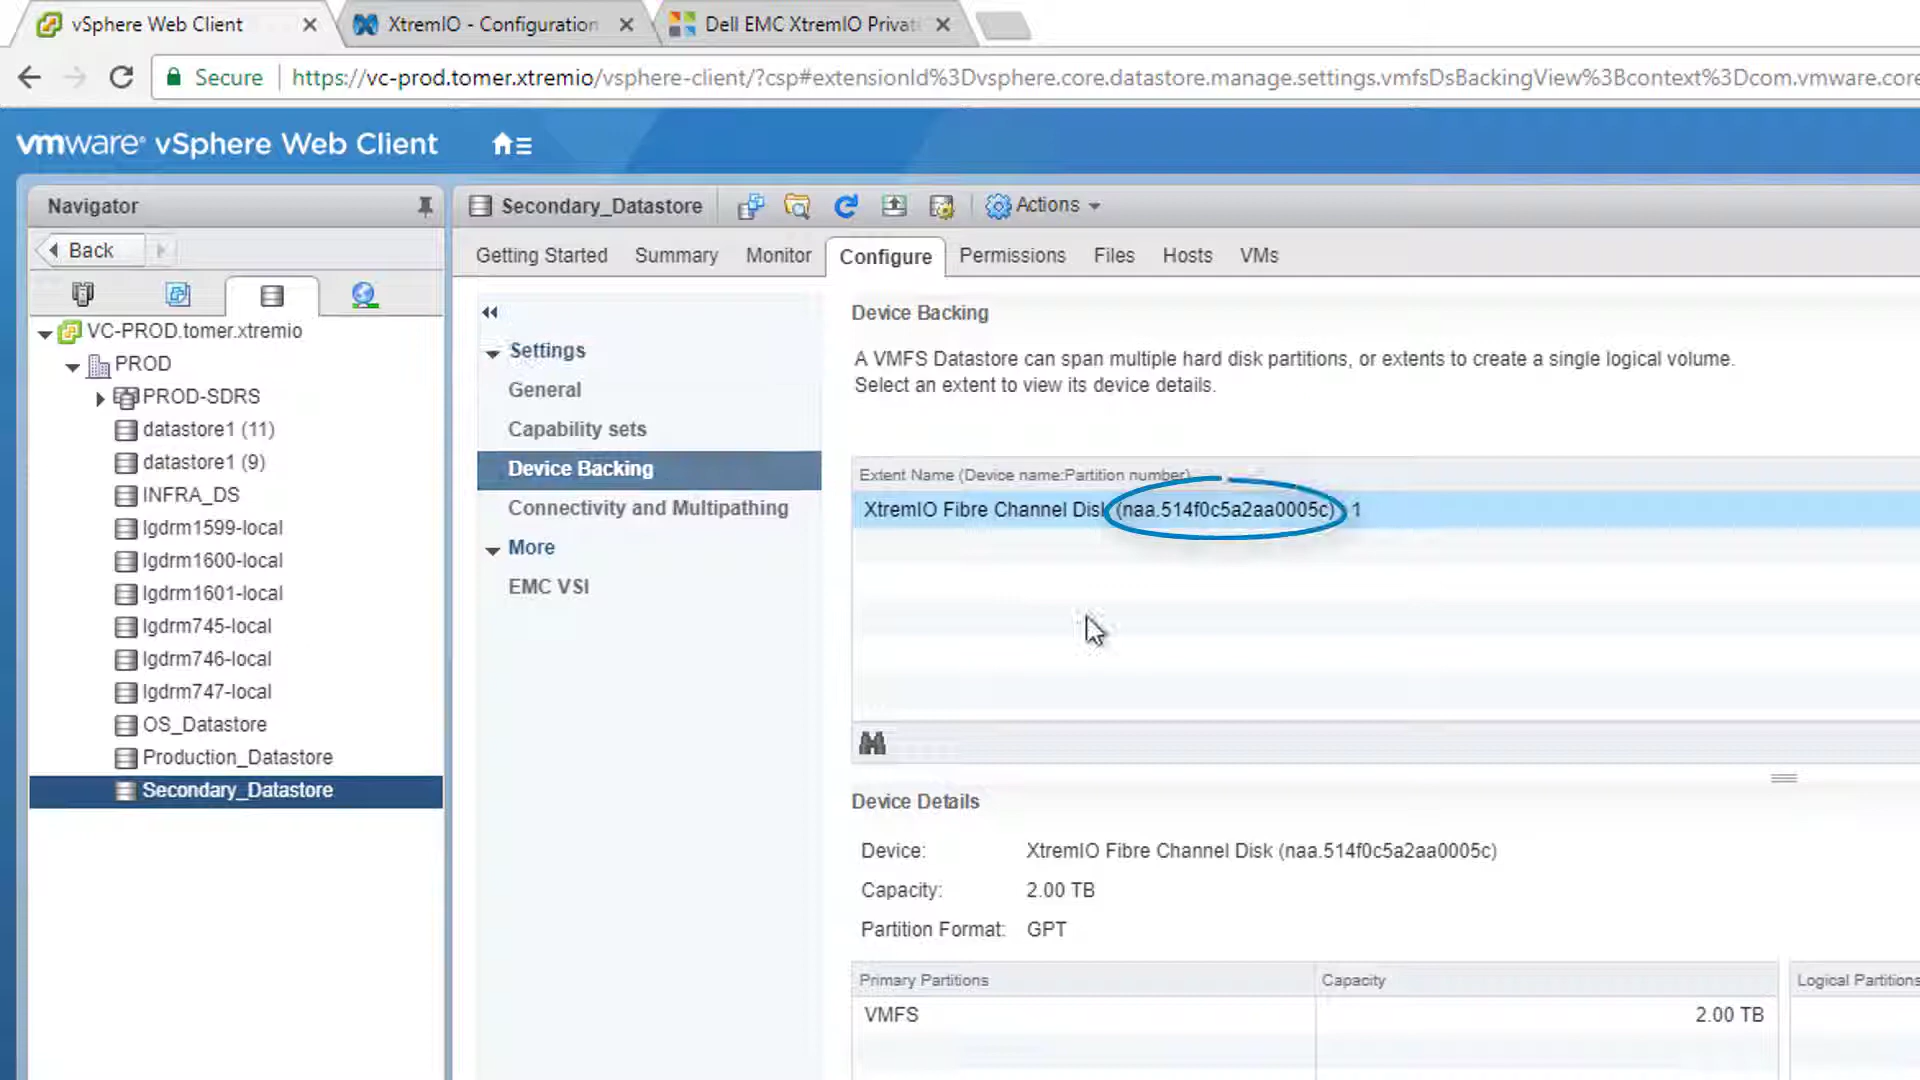 vSphere Web Client
XtremIO - Configuration
Dell EMC XtremIO Privat
Secure
https://vc-prod.tomer.xtremio/vsphere-client/?csp#extensionId%3Dvsphere.core.datastore.manage.settings.vmfsDsBackingView%3Bcontext%3Dcom.vmware.core
vmware® vSphere Web Client
Navigator
Back
VC-PROD.tomer.xtremio
PROD
PROD-SDRS
datastore1 (11)
datastore1 (9)
INFRA_DS
lgdrm1599-local
lgdrm1600-local
lgdrm1601-local
lgdrm745-local
lgdrm746-local
lgdrm747-local
OS_Datastore
Production_Datastore
Secondary_Datastore
Secondary_Datastore
Actions
Getting Started Summary Monitor Configure Permissions Files Hosts VMs
Settings
General
Capability sets
Device Backing
Connectivity and Multipathing
More
EMC VSI
Device Backing
A VMFS Datastore can span multiple hard disk partitions, or extents to create a single logical volume.
Select an extent to view its device details.
Extent Name (Device name:Partition number)
XtremIO Fibre Channel Disk (naa.514f0c5a2aa0005c) 1
Device Details
Device: XtremIO Fibre Channel Disk (naa.514f0c5a2aa0005c)
Capacity: 2.00 TB
Partition Format: GPT
Primary Partitions Capacity Logical Partitions
VMFS 2.00 TB